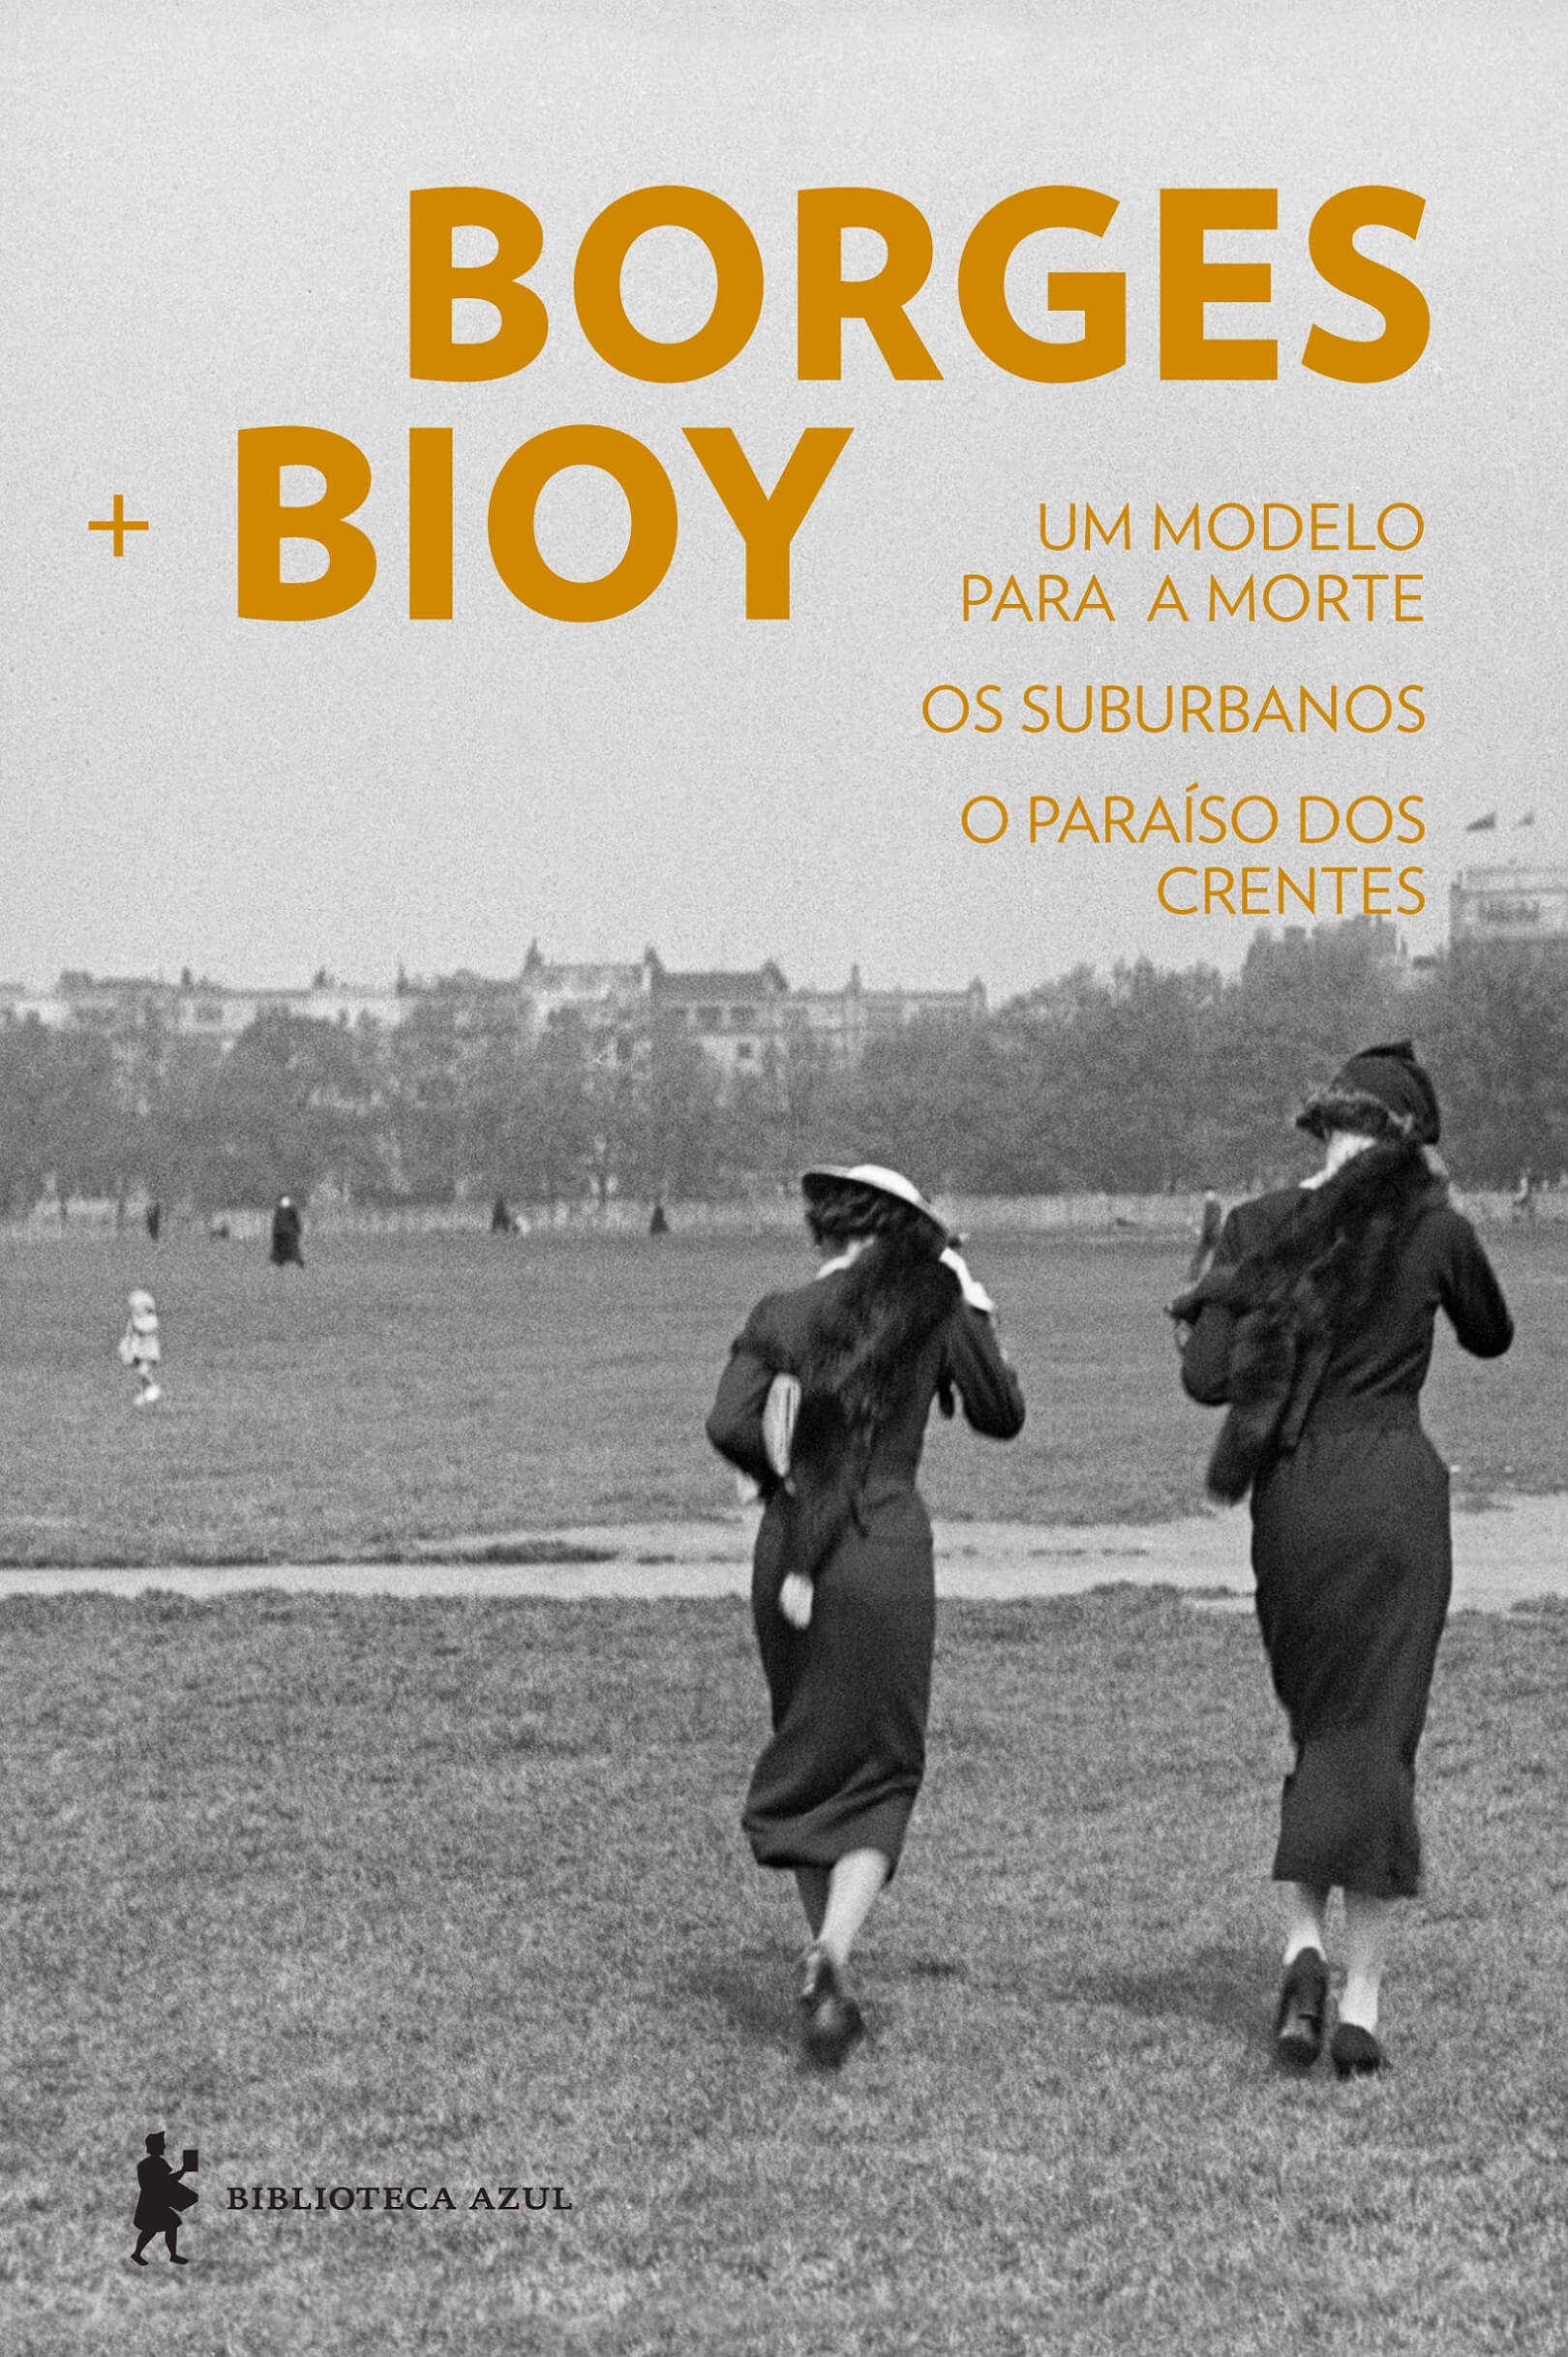 BORGES
+ BIOY
UM MODELO
PARA A MORTE
OS SUBURBANOS
O PARAÍSO DOS
CRENTES
BIBLIOTECA AZUL